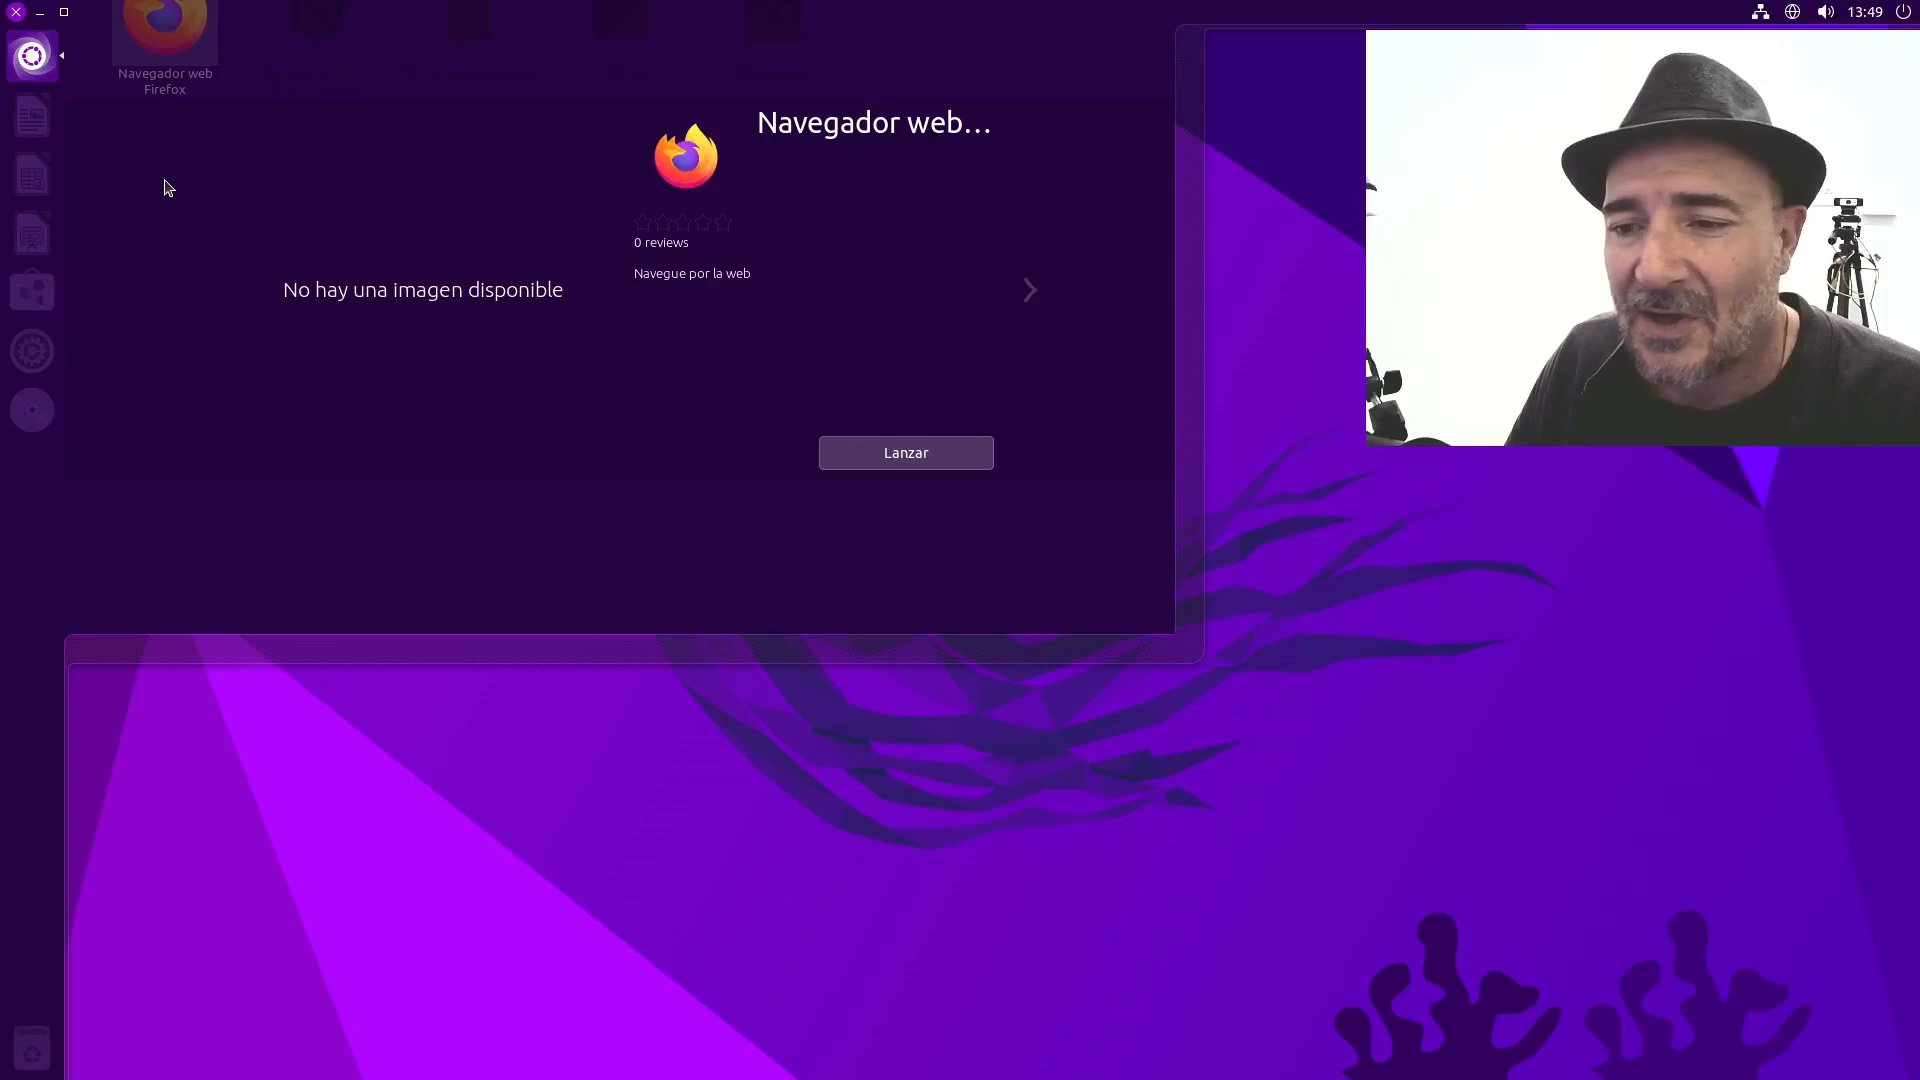 13:49
Navegador web
Firefox
Navegador web…
0 reviews
Navegue por la web
No hay una imagen disponible
Lanzar